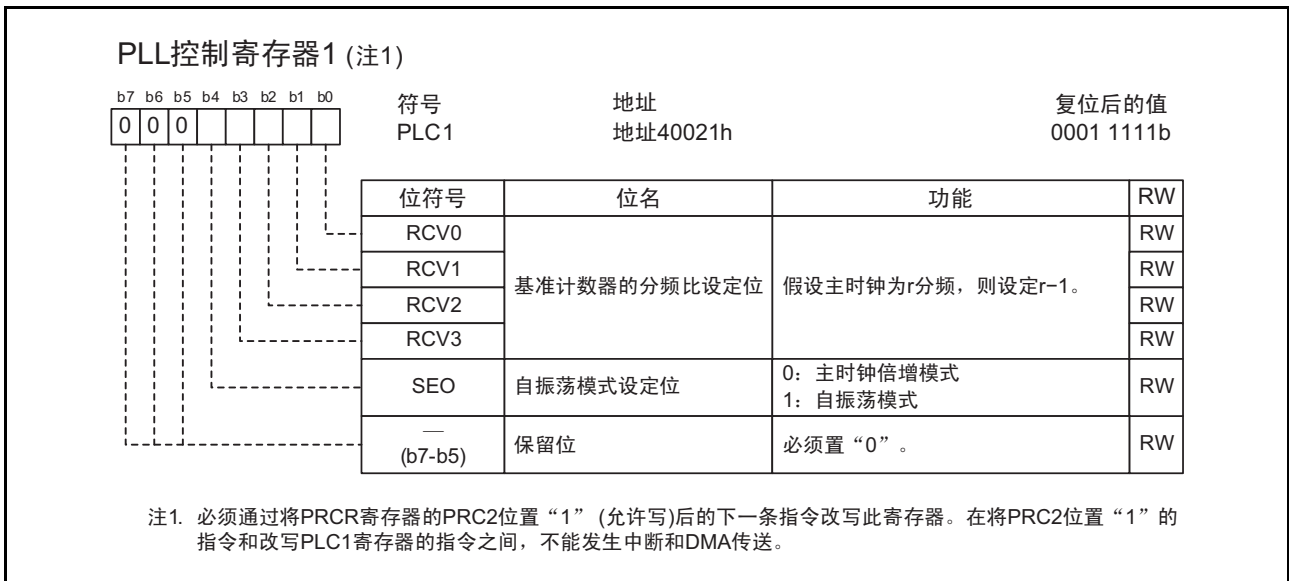 PLL控制寄存器1 (注1)
b7 b6 b5 b4 b3 b2 b1 b0
0 0 0
符号 地址 复位后的值
PLC1 地址40021h 0001 1111b
位符号 位名 功能 RW
RCV0 RW
RCV1 RW
基准计数器的分频比设定位 假设主时钟为r分频，则设定r−1。
RCV2 RW
RCV3 RW
SEO 自振荡模式设定位 0：主时钟倍增模式 RW
1：自振荡模式
— 
(b7-b5) 保留位 必须置“0”。 RW
注1. 必须通过将PRCR寄存器的PRC2位置“1” (允许写)后的下一条指令改写此寄存器。在将PRC2位置“1”的
指令和改写PLC1寄存器的指令之间，不能发生中断和DMA传送。